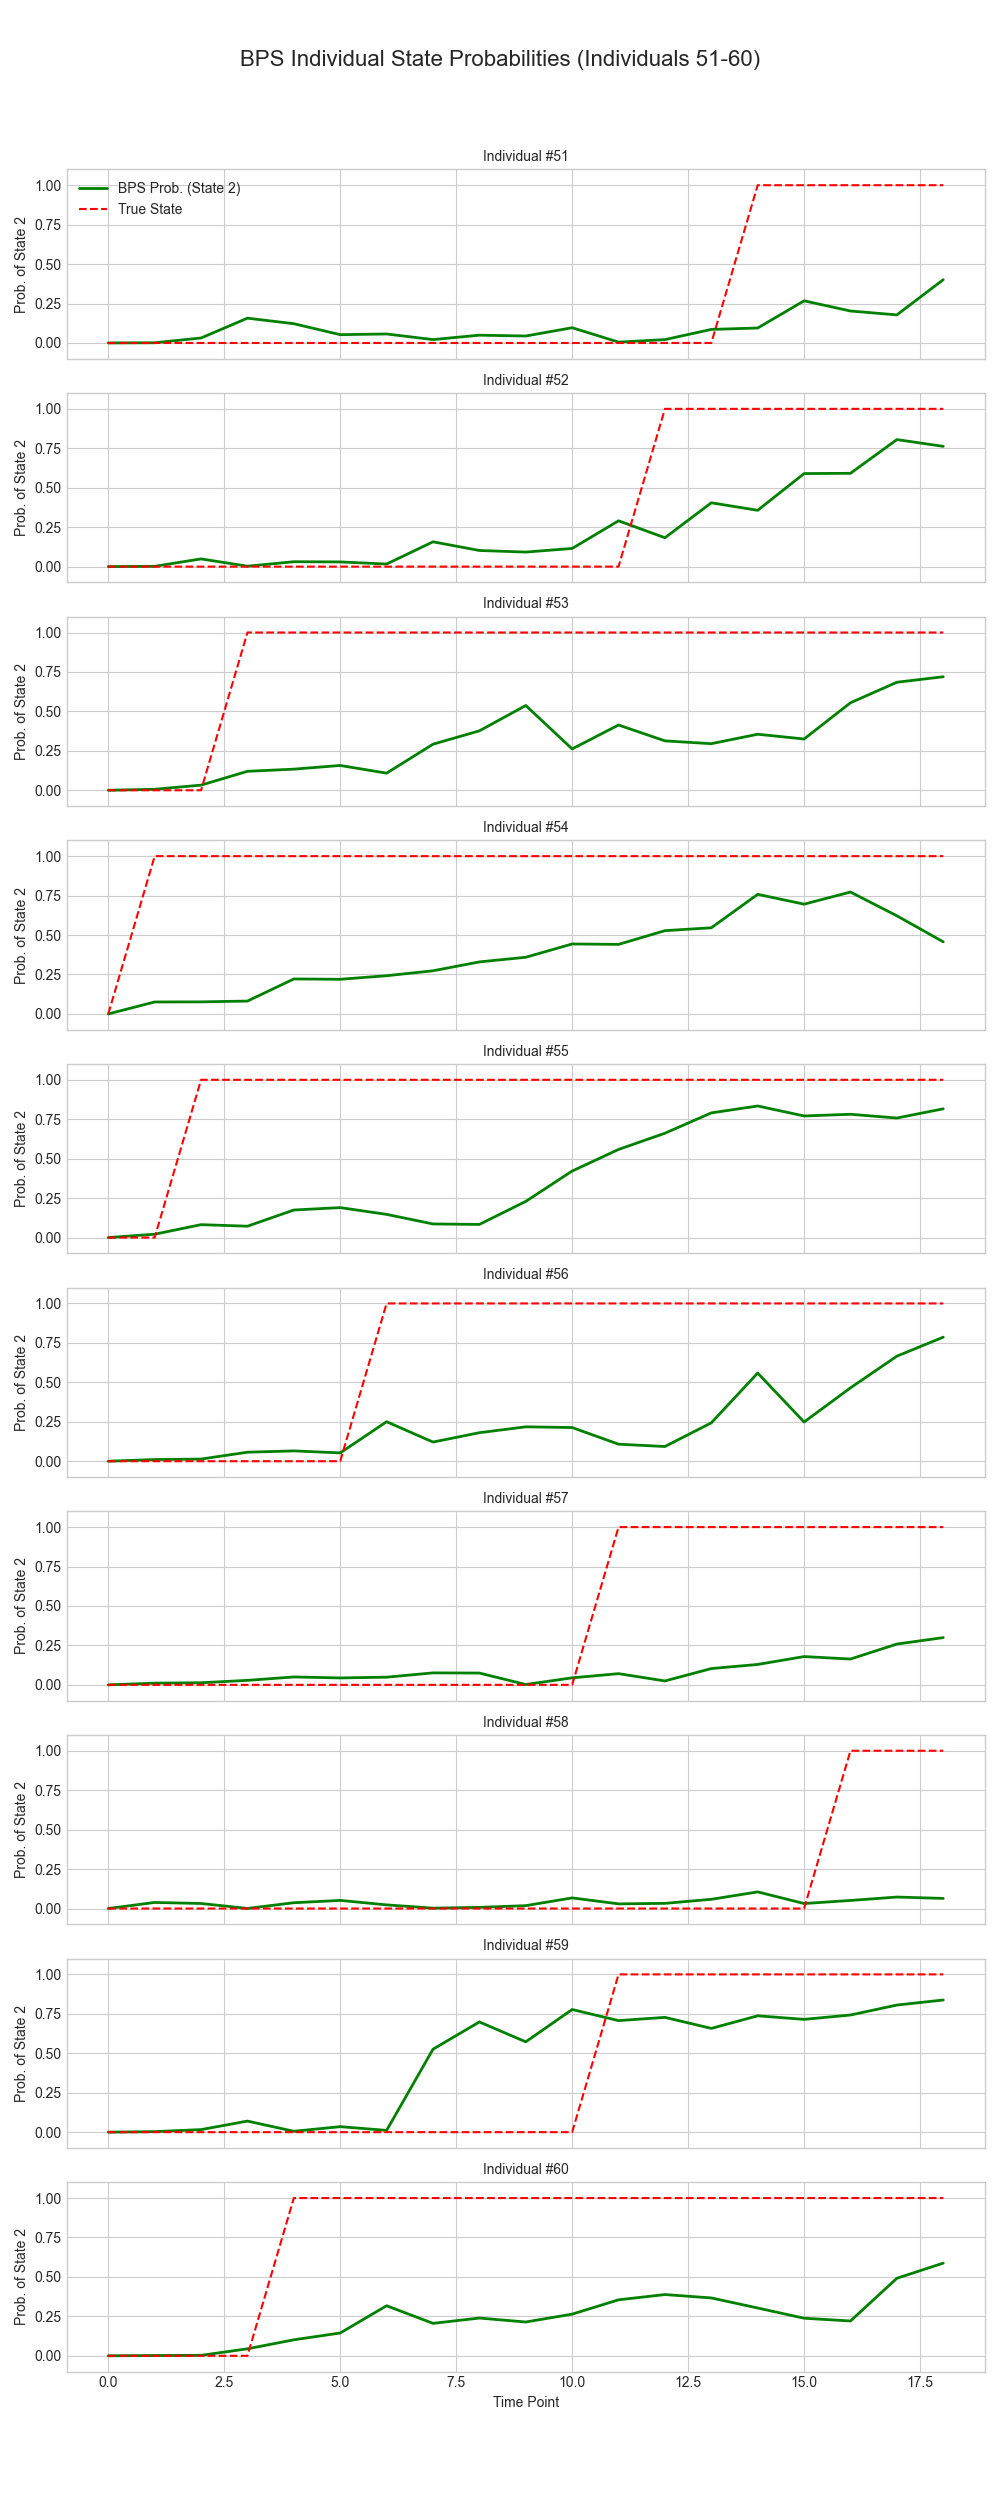 BPS Individual State Probabilities (Individuals 51-60)
Individual #51
BPS Prob. (State 2)
True State
1.00
0.75
0.50
0.25
0.00
Prob. of State 2
Individual #52
1.00
0.75
0.50
0.25
0.00
Prob. of State 2
Individual #53
1.00
0.75
0.50
0.25
0.00
Prob. of State 2
Individual #54
1.00
0.75
0.50
0.25
0.00
Prob. of State 2
Individual #55
1.00
0.75
0.50
0.25
0.00
Prob. of State 2
Individual #56
1.00
0.75
0.50
0.25
0.00
Prob. of State 2
Individual #57
1.00
0.75
0.50
0.25
0.00
Prob. of State 2
Individual #58
1.00
0.75
0.50
0.25
0.00
Prob. of State 2
Individual #59
1.00
0.75
0.50
0.25
0.00
Prob. of State 2
Individual #60
1.00
0.75
0.50
0.25
0.00
Prob. of State 2
0.0 2.5 5.0 7.5 10.0 12.5 15.0 17.5
Time Point